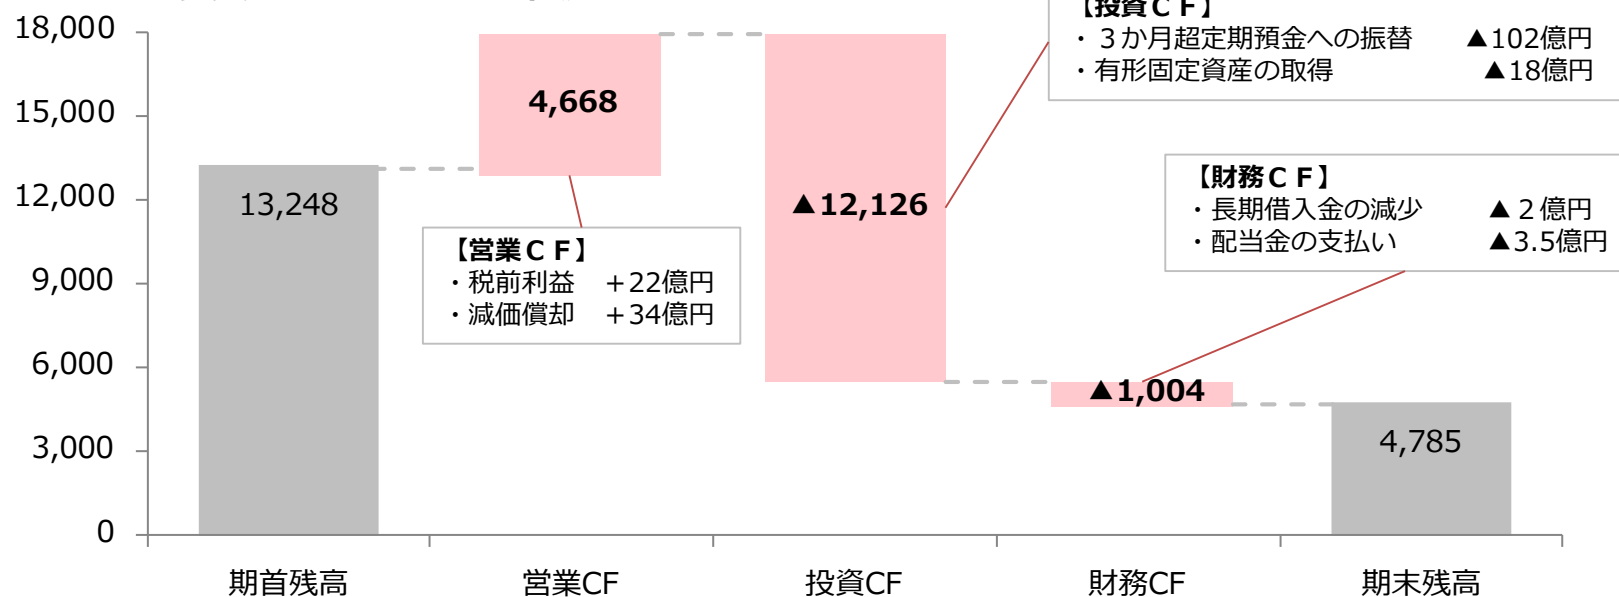 18,000
15,000
12,000
9,000
6,000
3,000
0
13,248
4,668
▲12,126
▲1,004
4,785
【投資ＣＦ】
・３か月超定期預金への振替 ▲102億円
・有形固定資産の取得 ▲18億円
【財務ＣＦ】
・長期借入金の減少 ▲２億円
・配当金の支払い ▲3.5億円
【営業ＣＦ】
・税前利益 ＋22億円
・減価償却 ＋34億円
期首残高
営業CF
投資CF
財務CF
期末残高